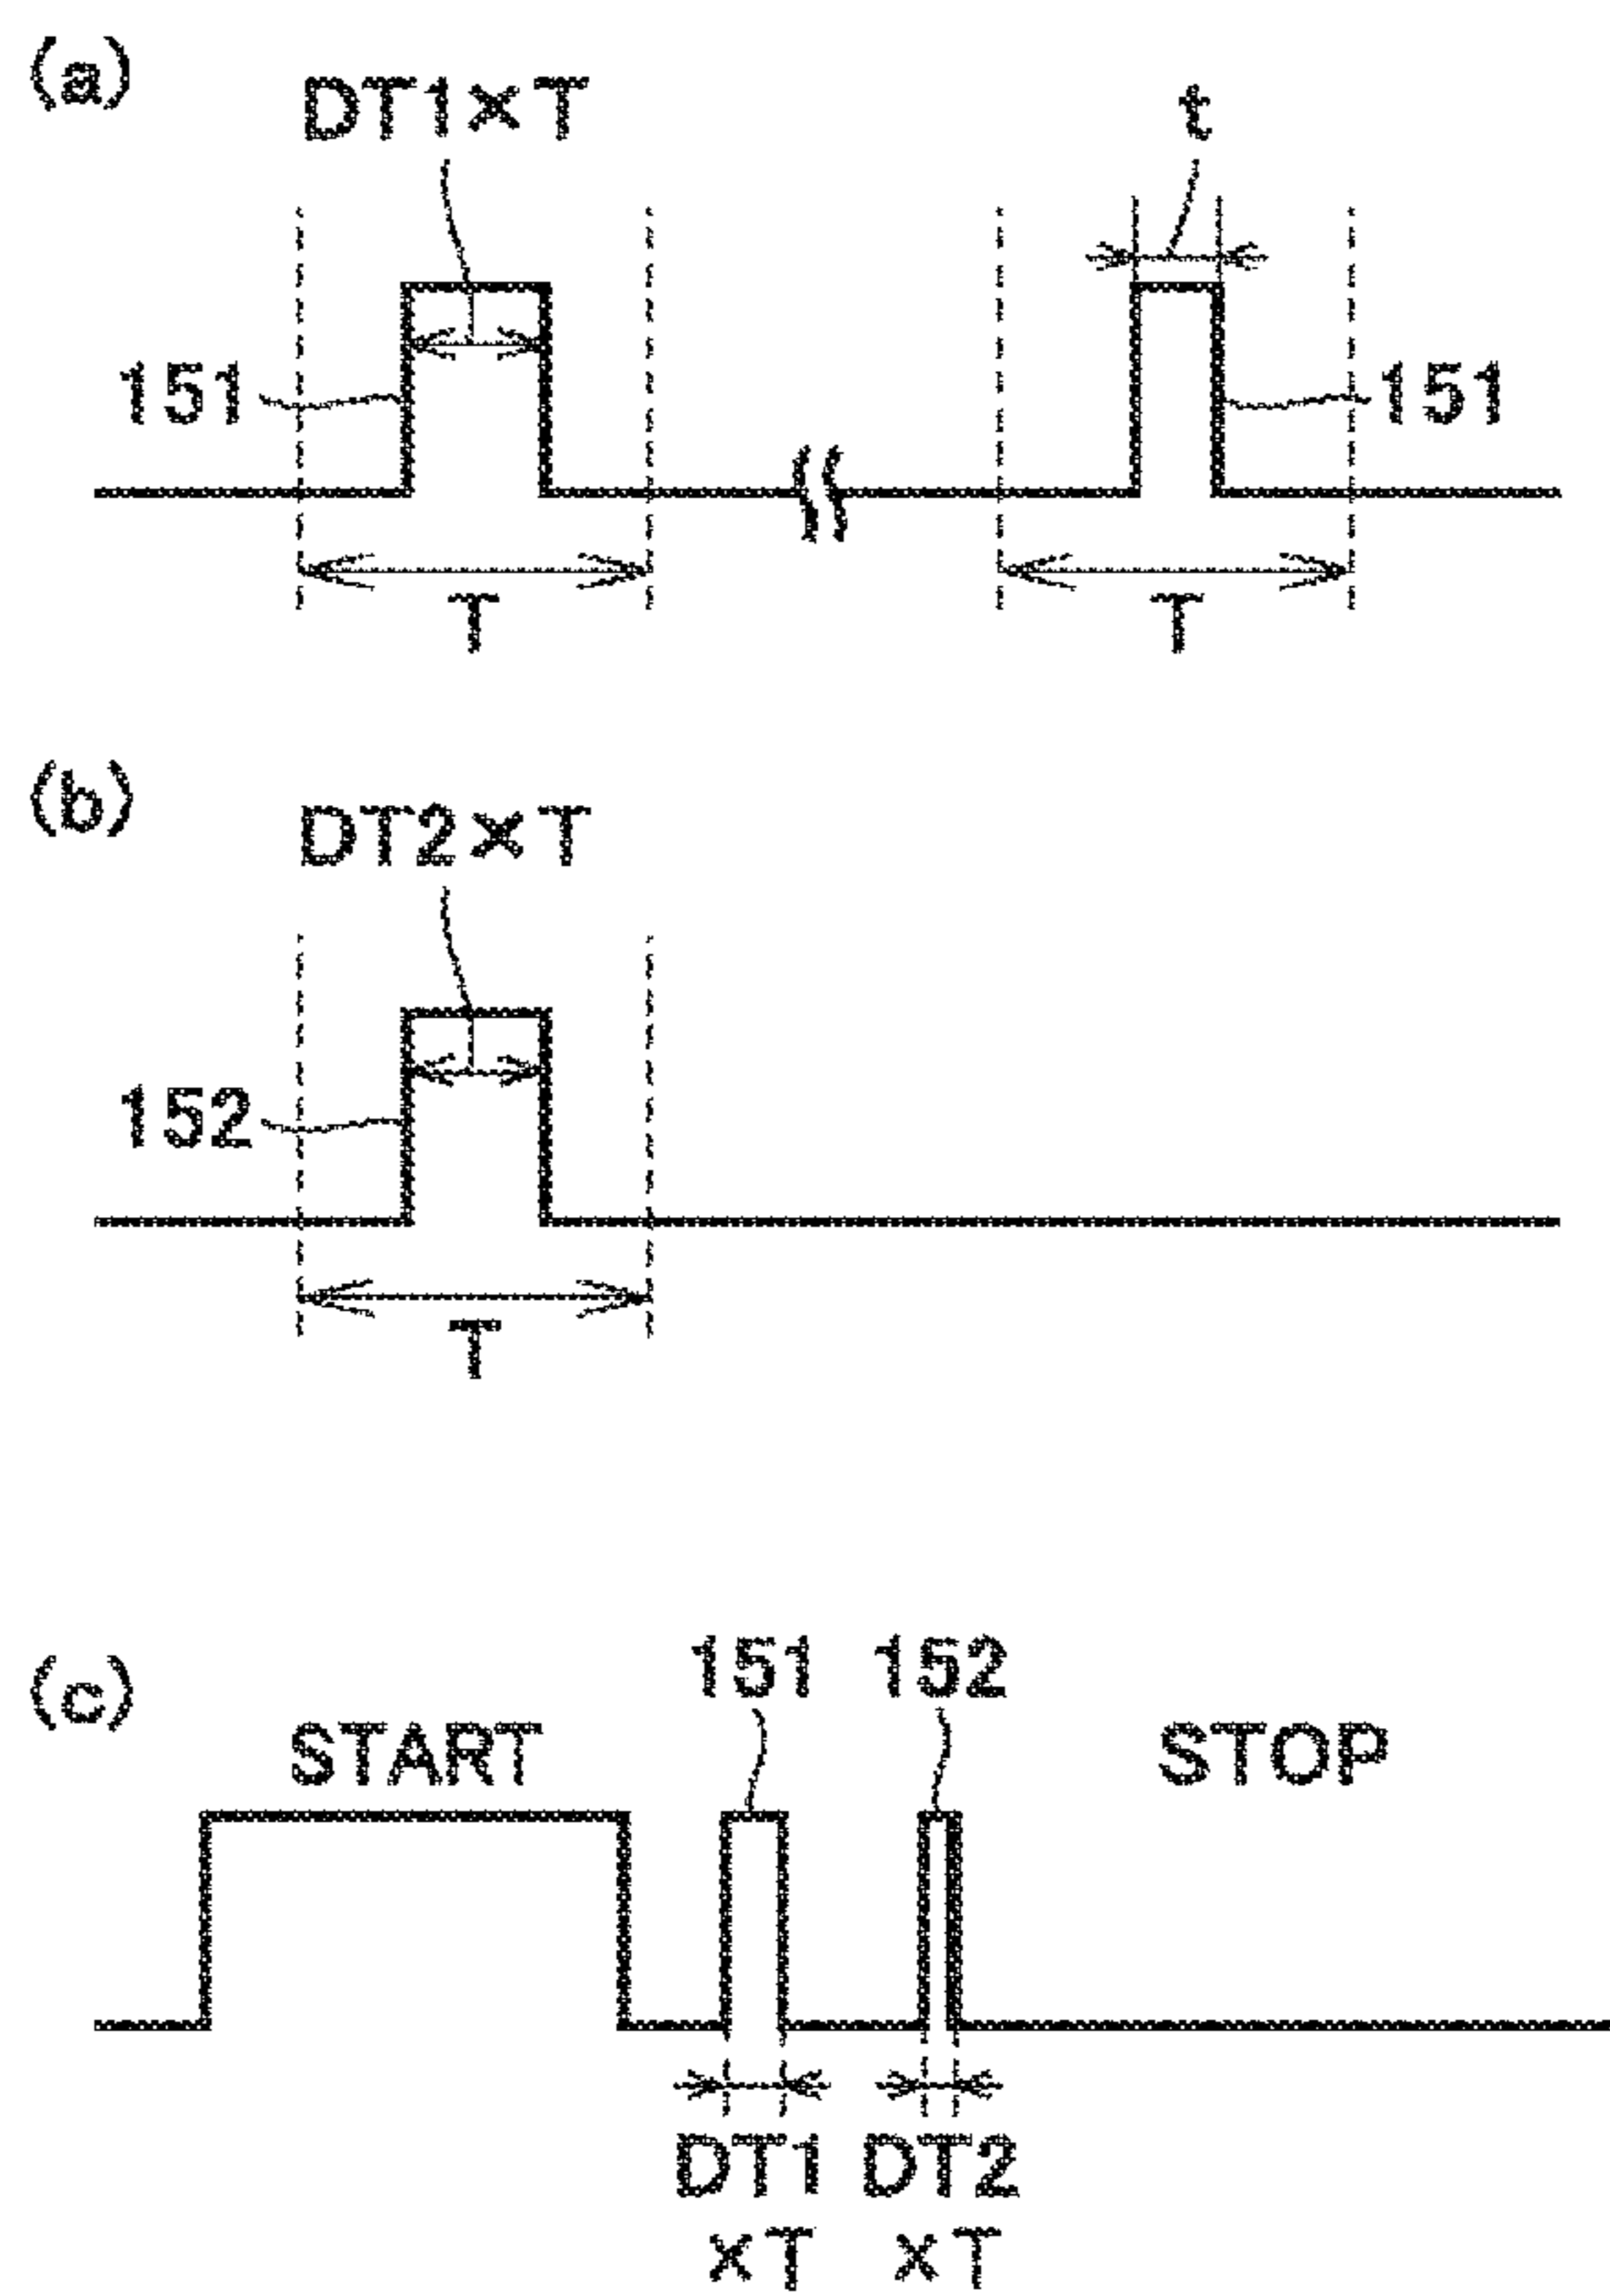 (a)
DT1×T
t
151
151
T
T
(b)
DT2×T
152
T
(c)
151 152
START
STOP
DT1 DT2
×T ×T